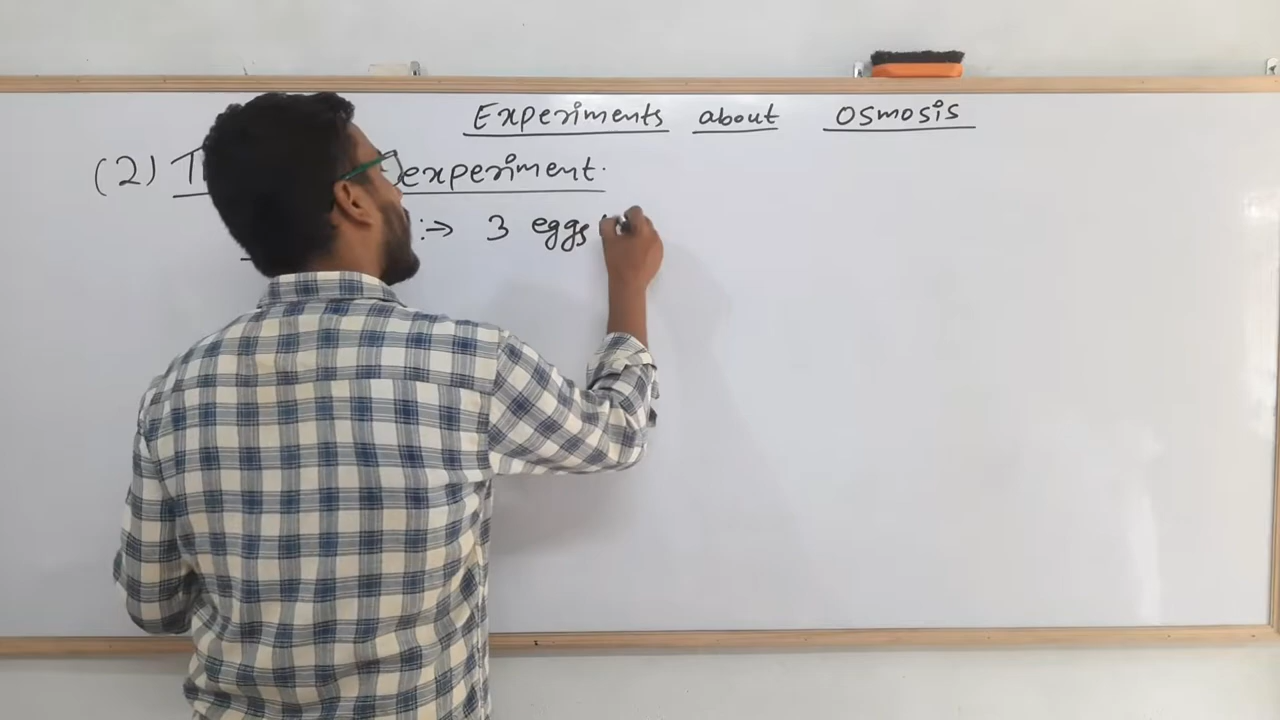 Experiments about Osmosis
(2) experiment.
:→ 3 eggs